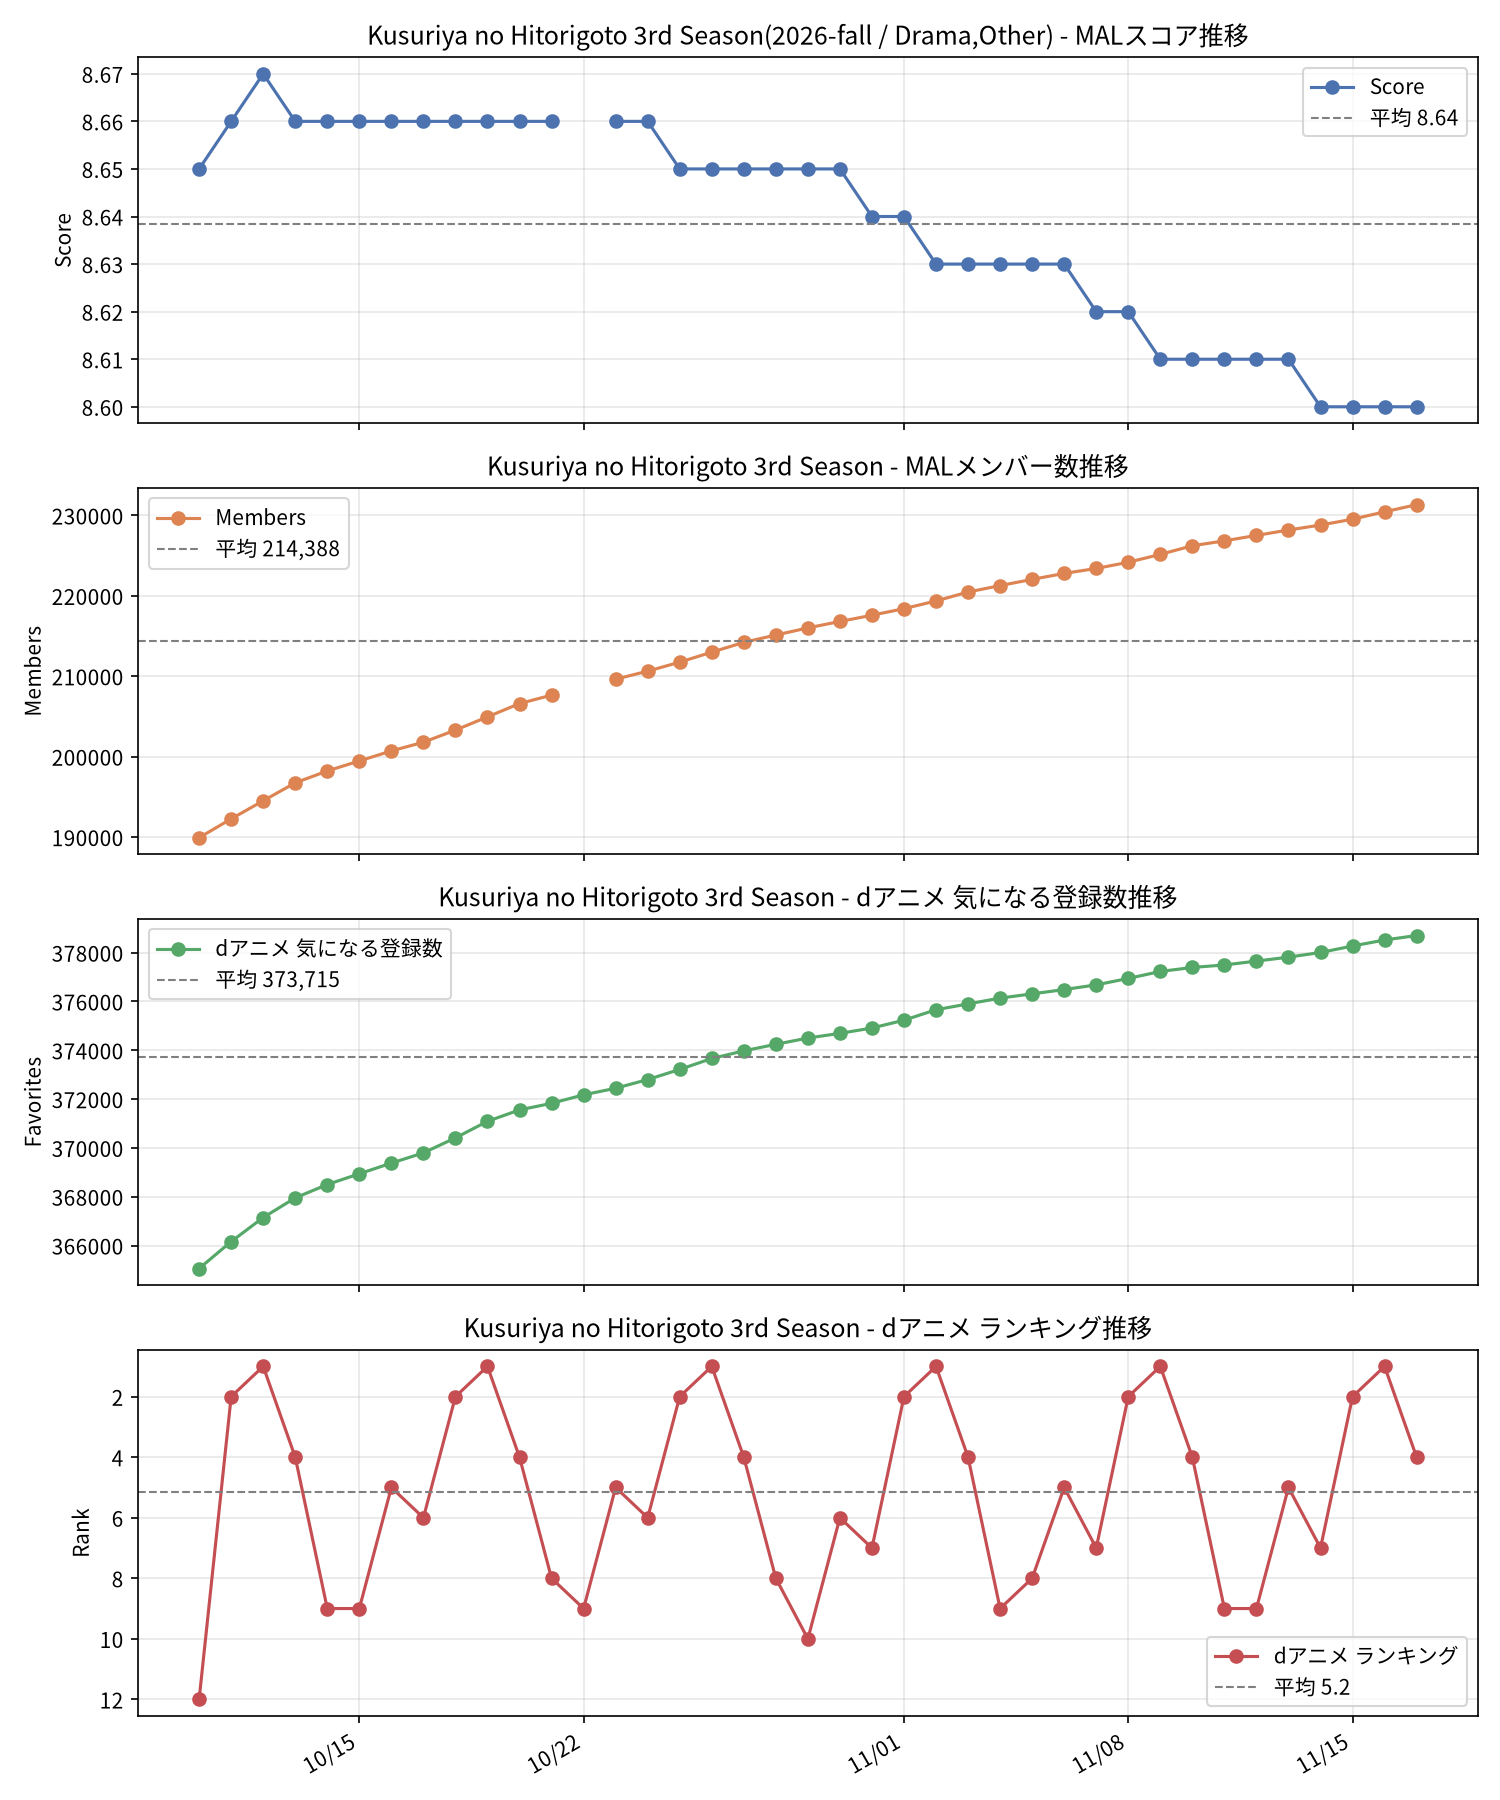 Kusuriya no Hitorigoto 3rd Season(2026-fall / Drama,Other) - MALスコア推移
Score
平均 8.64
Score
8.67
8.66
8.65
8.64
8.63
8.62
8.61
8.60
Kusuriya no Hitorigoto 3rd Season - MALメンバー数推移
Members
平均 214,388
Members
230000
220000
210000
200000
190000
Kusuriya no Hitorigoto 3rd Season - dアニメ 気になる登録数推移
dアニメ 気になる登録数
平均 373,715
Favorites
378000
376000
374000
372000
370000
368000
366000
Kusuriya no Hitorigoto 3rd Season - dアニメ ランキング推移
Rank
2
4
6
8
10
12
dアニメ ランキング
平均 5.2
10/15
10/22
11/01
11/08
11/15